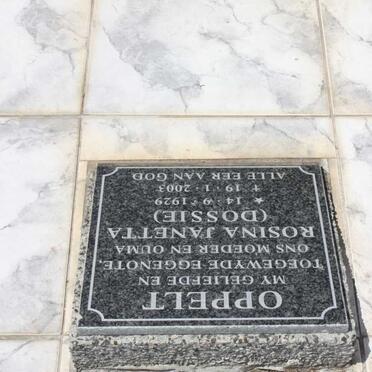 OPPELT
MY GELIEFDE EN
TOEGEWYDE EGGENOTE,
ONS MOEDER EN OUMA
ROSINA JANETTA
(DOSSIE)
★ 14·9·1929
✝ 19·1·2003
ALLE EER AAN GOD